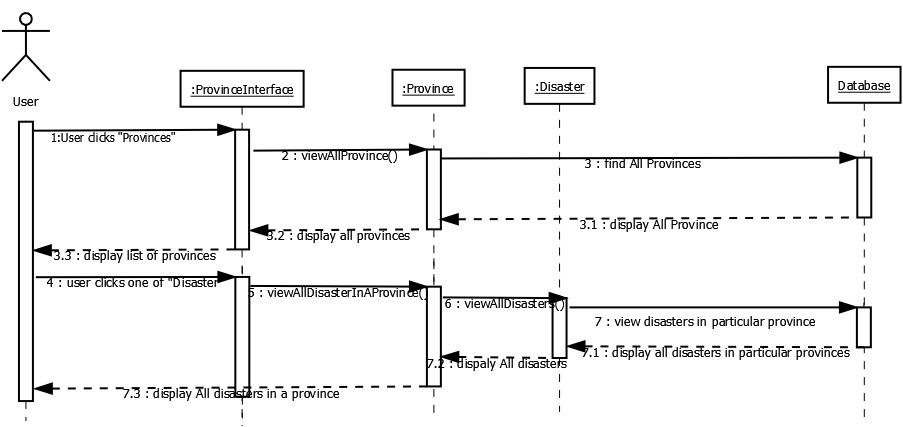 User
:ProvinceInterface
:Province
:Disaster
Database
1:User clicks "Provinces"
2 : viewAllProvince()
3 : find All Provinces
3.1 : display All Province
3.2 : display all provinces
3.3 : display list of provinces
4 : user clicks one of "Disaster
5 : viewAllDisasterInAProvince()
6 : viewAllDisasters()
7 : view disasters in particular province
7.1 : display all disasters in particular provinces
7.2 : dispaly All disasters
7.3 : display All disasters in a province